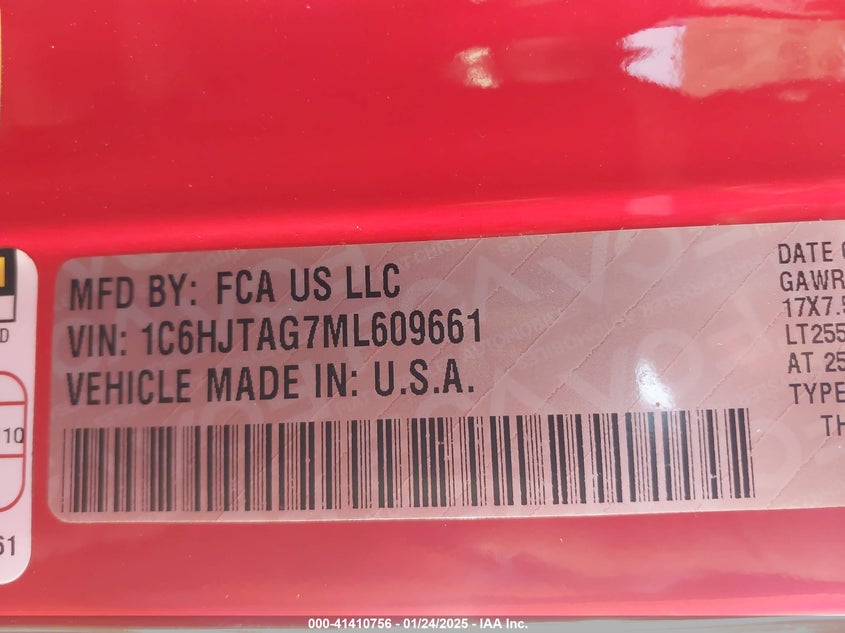 MFD BY: FCA US LLC
VIN: 1C6HJTAG7ML609661
VEHICLE MADE IN: U.S.A.
DATE
GAWR
17X7.5
LT255
AT 25
TYPE
TH
D
10
61
000-41410756 - 01/24/2025 - IAA Inc.